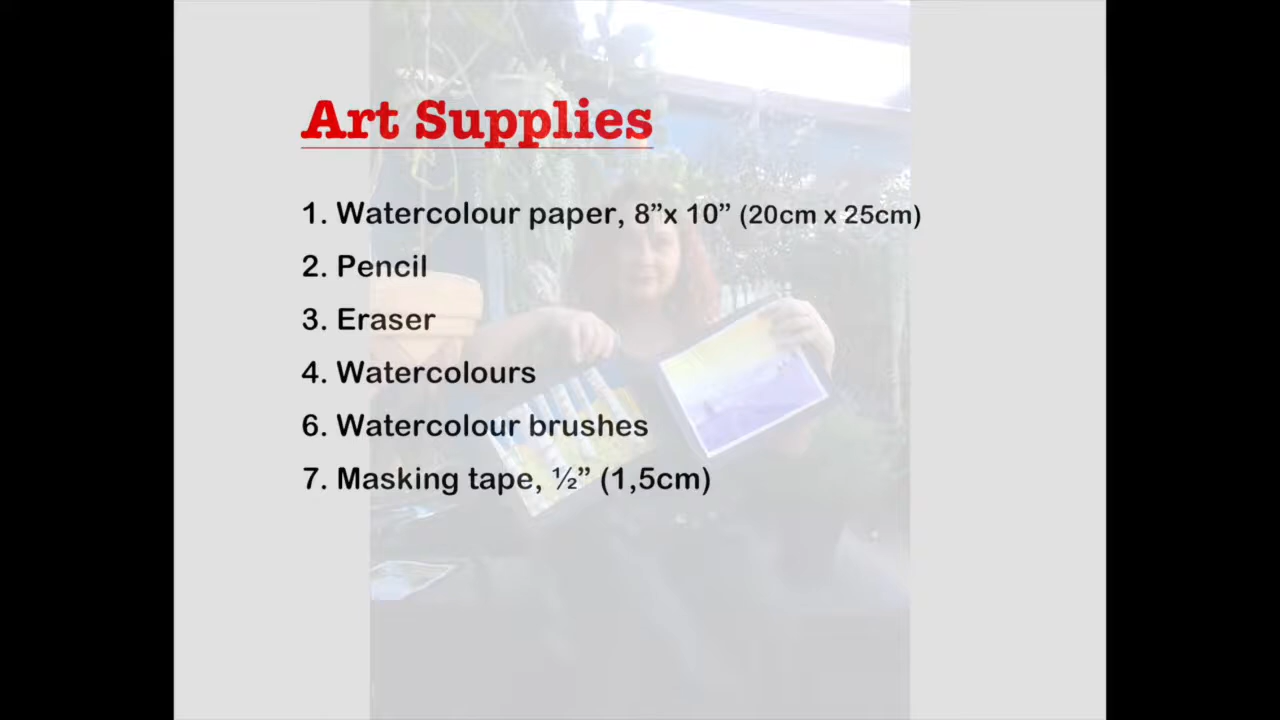 Art Supplies
1. Watercolour paper, 8”x 10” (20cm x 25cm)
2. Pencil
3. Eraser
4. Watercolours
6. Watercolour brushes
7. Masking tape, ½” (1,5cm)